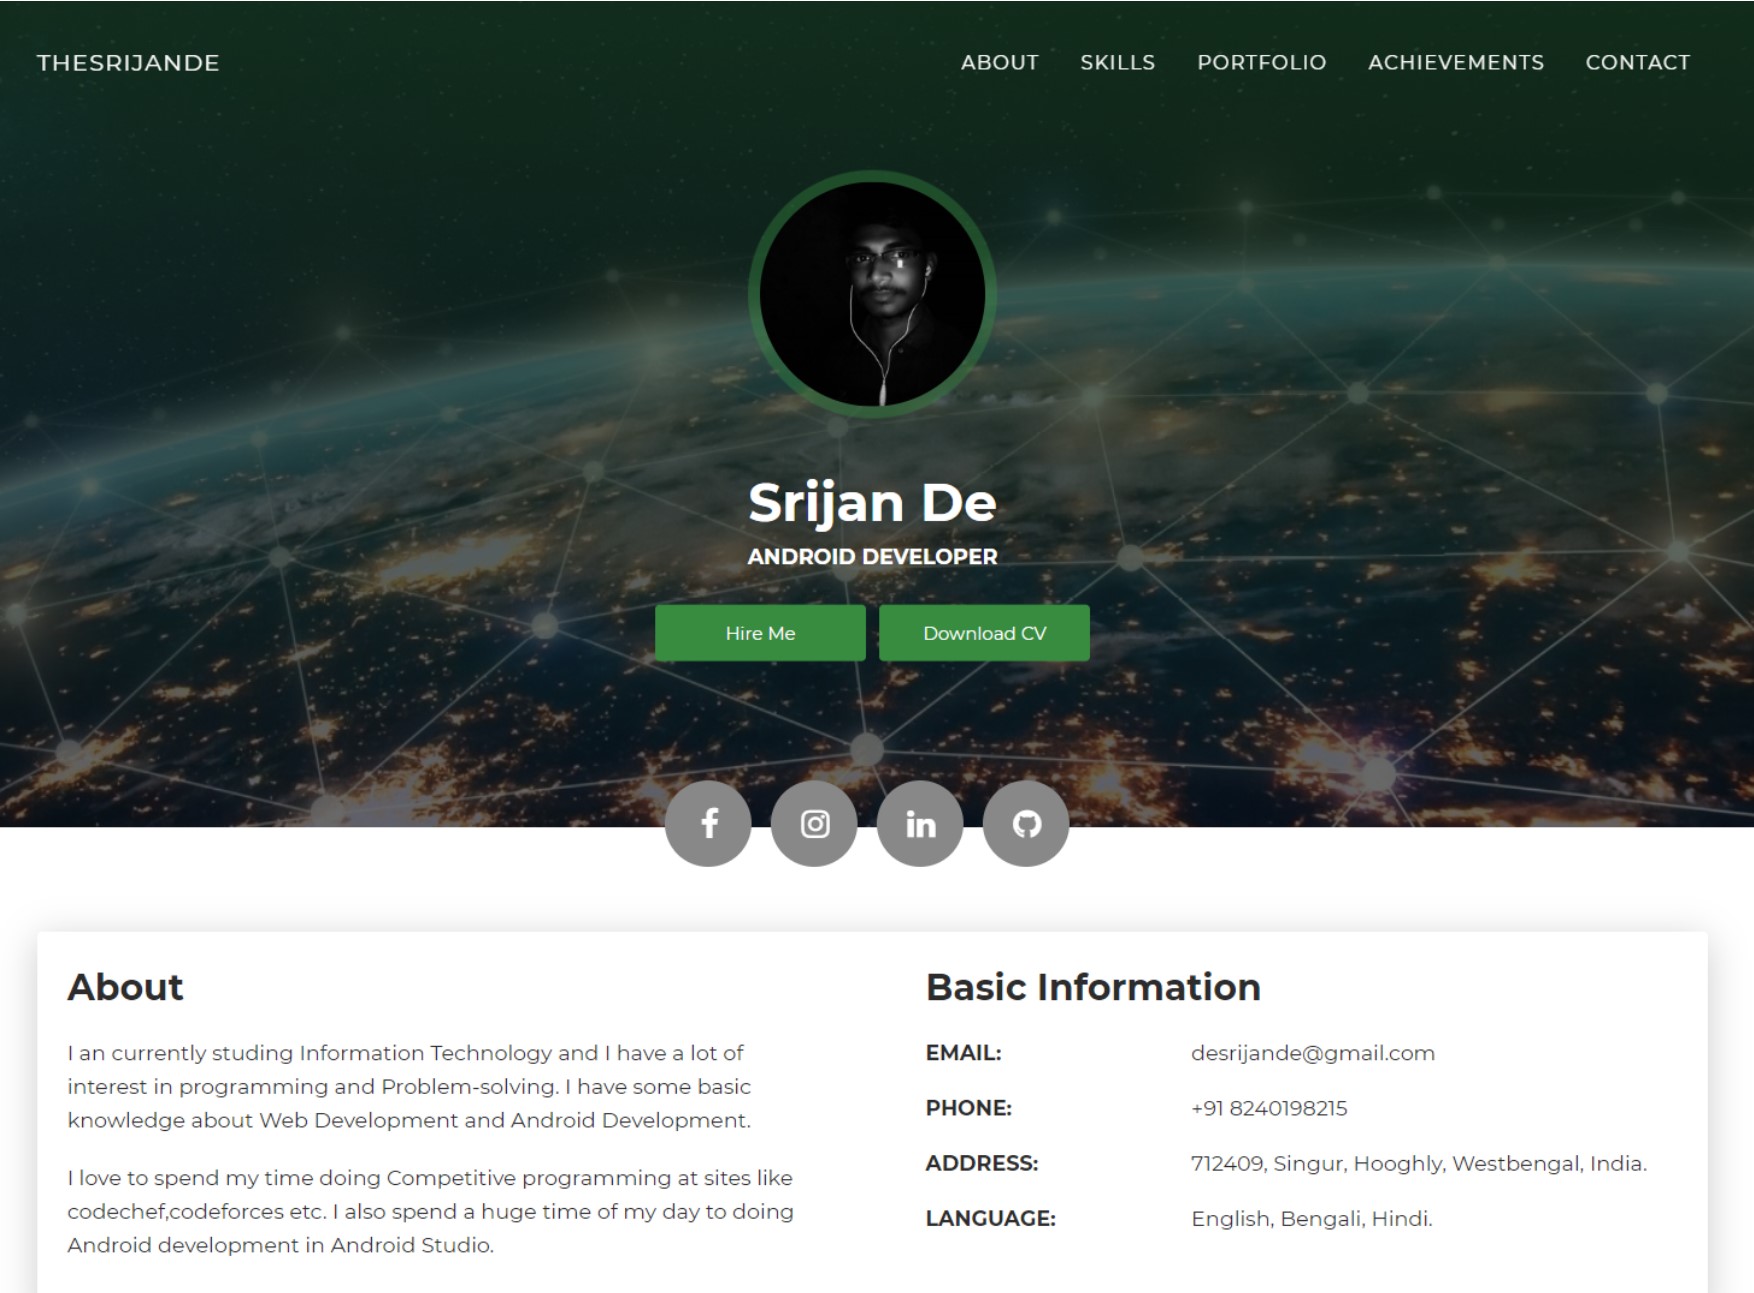 THESRIJANDE
ABOUT SKILLS PORTFOLIO ACHIEVEMENTS CONTACT
Srijan De
ANDROID DEVELOPER
Hire Me
Download CV
About
I an currently studing Information Technology and I have a lot of
interest in programming and Problem-solving. I have some basic
knowledge about Web Development and Android Development.
I love to spend my time doing Competitive programming at sites like
codechef,codeforces etc. I also spend a huge time of my day to doing
Android development in Android Studio.
Basic Information
EMAIL: desrijande@gmail.com
PHONE: +91 8240198215
ADDRESS: 712409, Singur, Hooghly, Westbengal, India.
LANGUAGE: English, Bengali, Hindi.